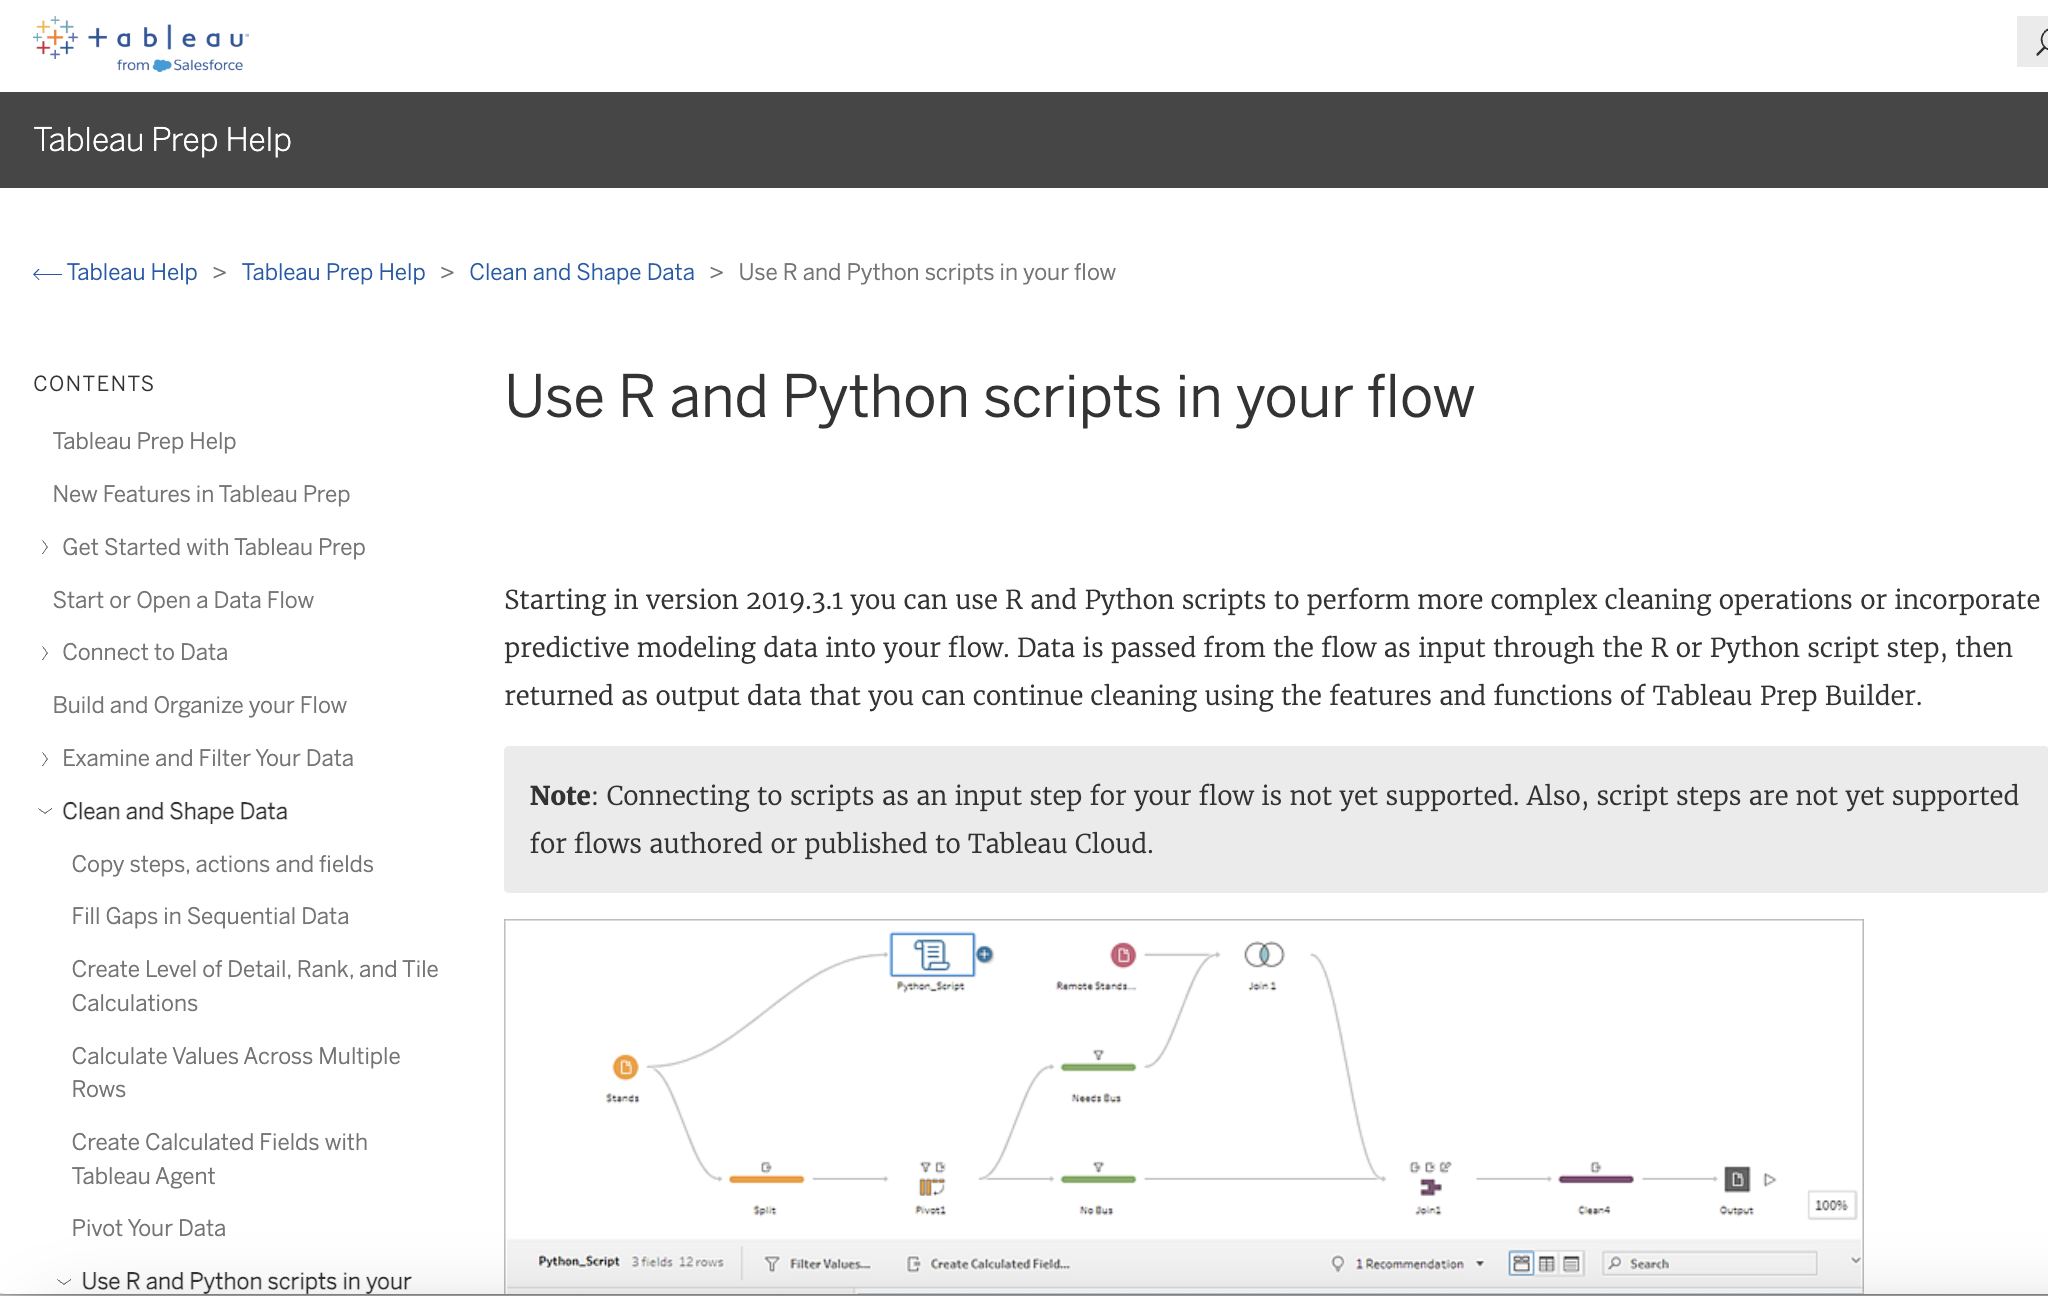 tableau
from Salesforce
Tableau Prep Help
Tableau Help > Tableau Prep Help > Clean and Shape Data > Use R and Python scripts in your flow
CONTENTS
Tableau Prep Help
New Features in Tableau Prep
Get Started with Tableau Prep
Start or Open a Data Flow
Connect to Data
Build and Organize your Flow
Examine and Filter Your Data
Clean and Shape Data
Copy steps, actions and fields
Fill Gaps in Sequential Data
Create Level of Detail, Rank, and Tile
Calculations
Calculate Values Across Multiple
Rows
Create Calculated Fields with
Tableau Agent
Pivot Your Data
Use R and Python scripts in your
Use R and Python scripts in your flow
Starting in version 2019.3.1 you can use R and Python scripts to perform more complex cleaning operations or incorporate
predictive modeling data into your flow. Data is passed from the flow as input through the R or Python script step, then
returned as output data that you can continue cleaning using the features and functions of Tableau Prep Builder.
Note: Connecting to scripts as an input step for your flow is not yet supported. Also, script steps are not yet supported
for flows authored or published to Tableau Cloud.
Python_Script
Remote Stands...
Join 1
Stands
Needs Bus
Split
Pivot1
No Bus
Join1
Clean4
Output
100%
Python_Script 3 fields 12 rows
Filter Values...
Create Calculated Field...
1 Recommendation
Search